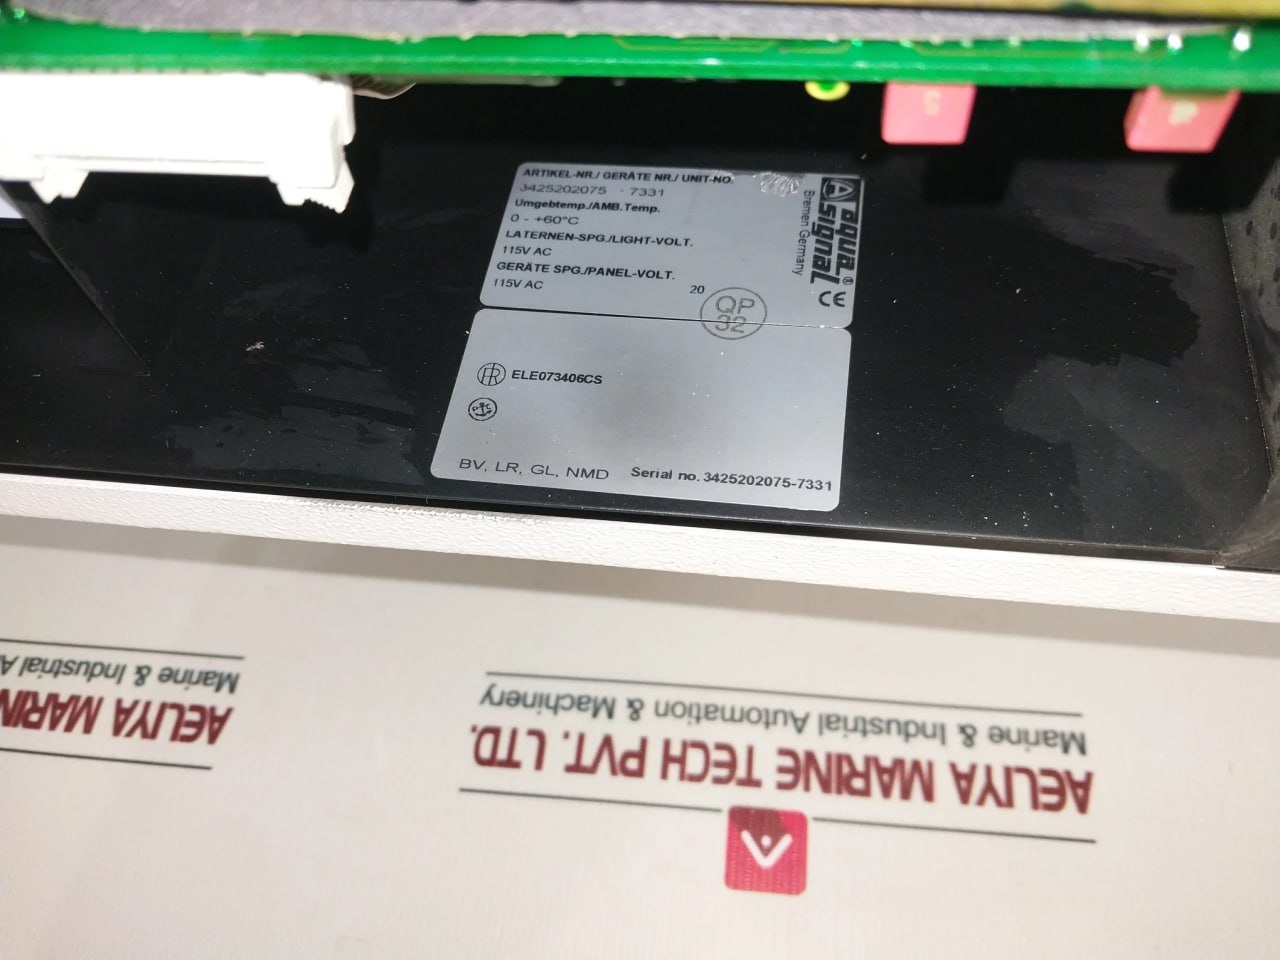 ARTIKEL-NR./ GERÄTE NR./ UNIT-NO.
3425202075 · 7331
Umgebtemp./AMB.Temp.
0 - +60°C
LATERNEN-SPG./LIGHT-VOLT.
115V AC
GERÄTE SPG./PANEL-VOLT.
115V AC
20
QP
32
aqua®
signal
Bremen Germany
CE
ELE073406CS
BV, LR, GL, NMD
Serial no. 3425202075-7331
AELIYA MARINE TECH PVT. LTD.
Marine & Industrial Automation & Machinery
AELIYA MARIN
Marine & Industrial A